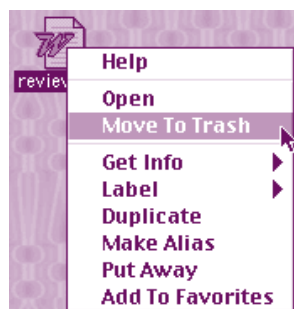 review
Help
Open
Move To Trash
Get Info
Label
Duplicate
Make Alias
Put Away
Add To Favorites